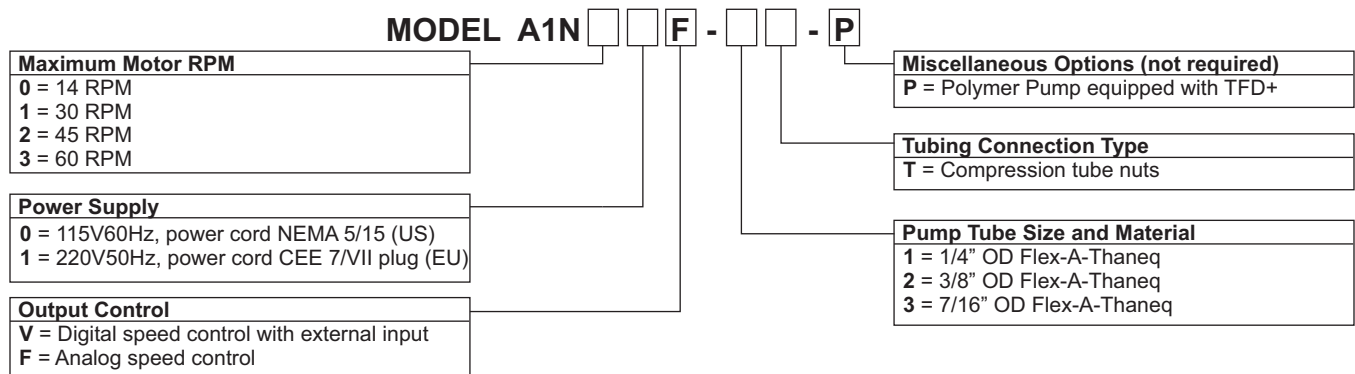 MODEL A1N F - - P
Maximum Motor RPM
0 = 14 RPM
1 = 30 RPM
2 = 45 RPM
3 = 60 RPM
Power Supply
0 = 115V60Hz, power cord NEMA 5/15 (US)
1 = 220V50Hz, power cord CEE 7/VII plug (EU)
Output Control
V = Digital speed control with external input
F = Analog speed control
Miscellaneous Options (not required)
P = Polymer Pump equipped with TFD+
Tubing Connection Type
T = Compression tube nuts
Pump Tube Size and Material
1 = 1/4” OD Flex-A-Thaneq
2 = 3/8” OD Flex-A-Thaneq
3 = 7/16” OD Flex-A-Thaneq